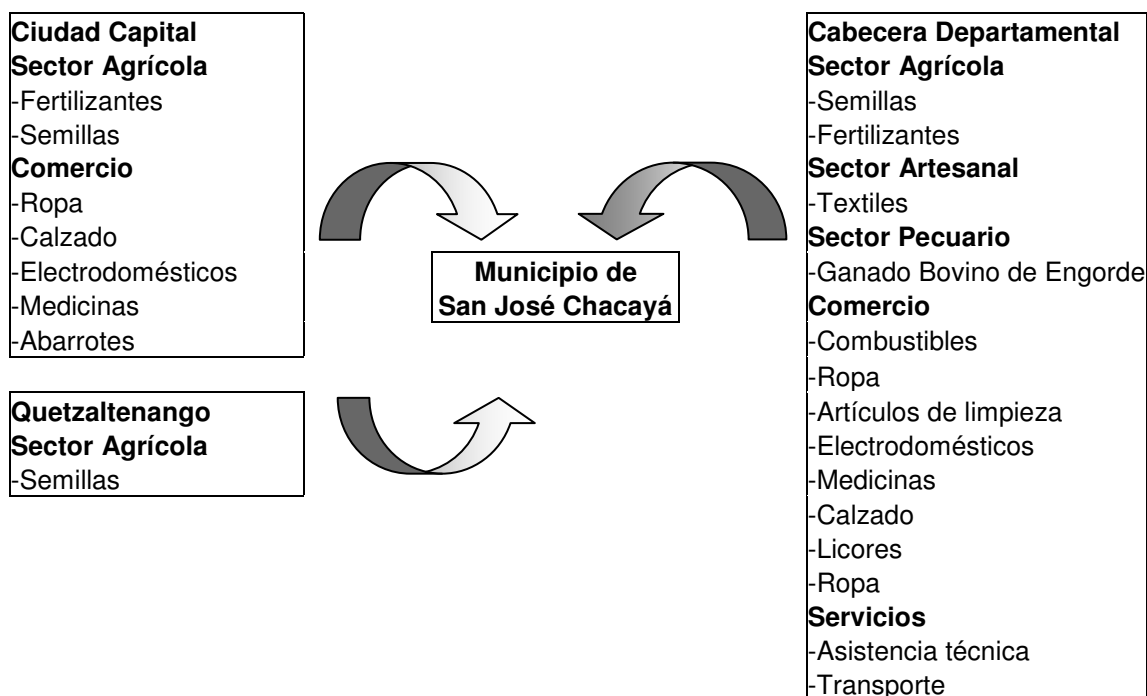 Ciudad Capital
Sector Agrícola
-Fertilizantes
-Semillas
Comercio
-Ropa
-Calzado
-Electrodomésticos
-Medicinas
-Abarrotes
Quetzaltenango
Sector Agrícola
-Semillas
Municipio de
San José Chacayá
Cabecera Departamental
Sector Agrícola
-Semillas
-Fertilizantes
Sector Artesanal
-Textiles
Sector Pecuario
-Ganado Bovino de Engorde
Comercio
-Combustibles
-Ropa
-Artículos de limpieza
-Electrodomésticos
-Medicinas
-Calzado
-Licores
-Ropa
Servicios
-Asistencia técnica
-Transporte